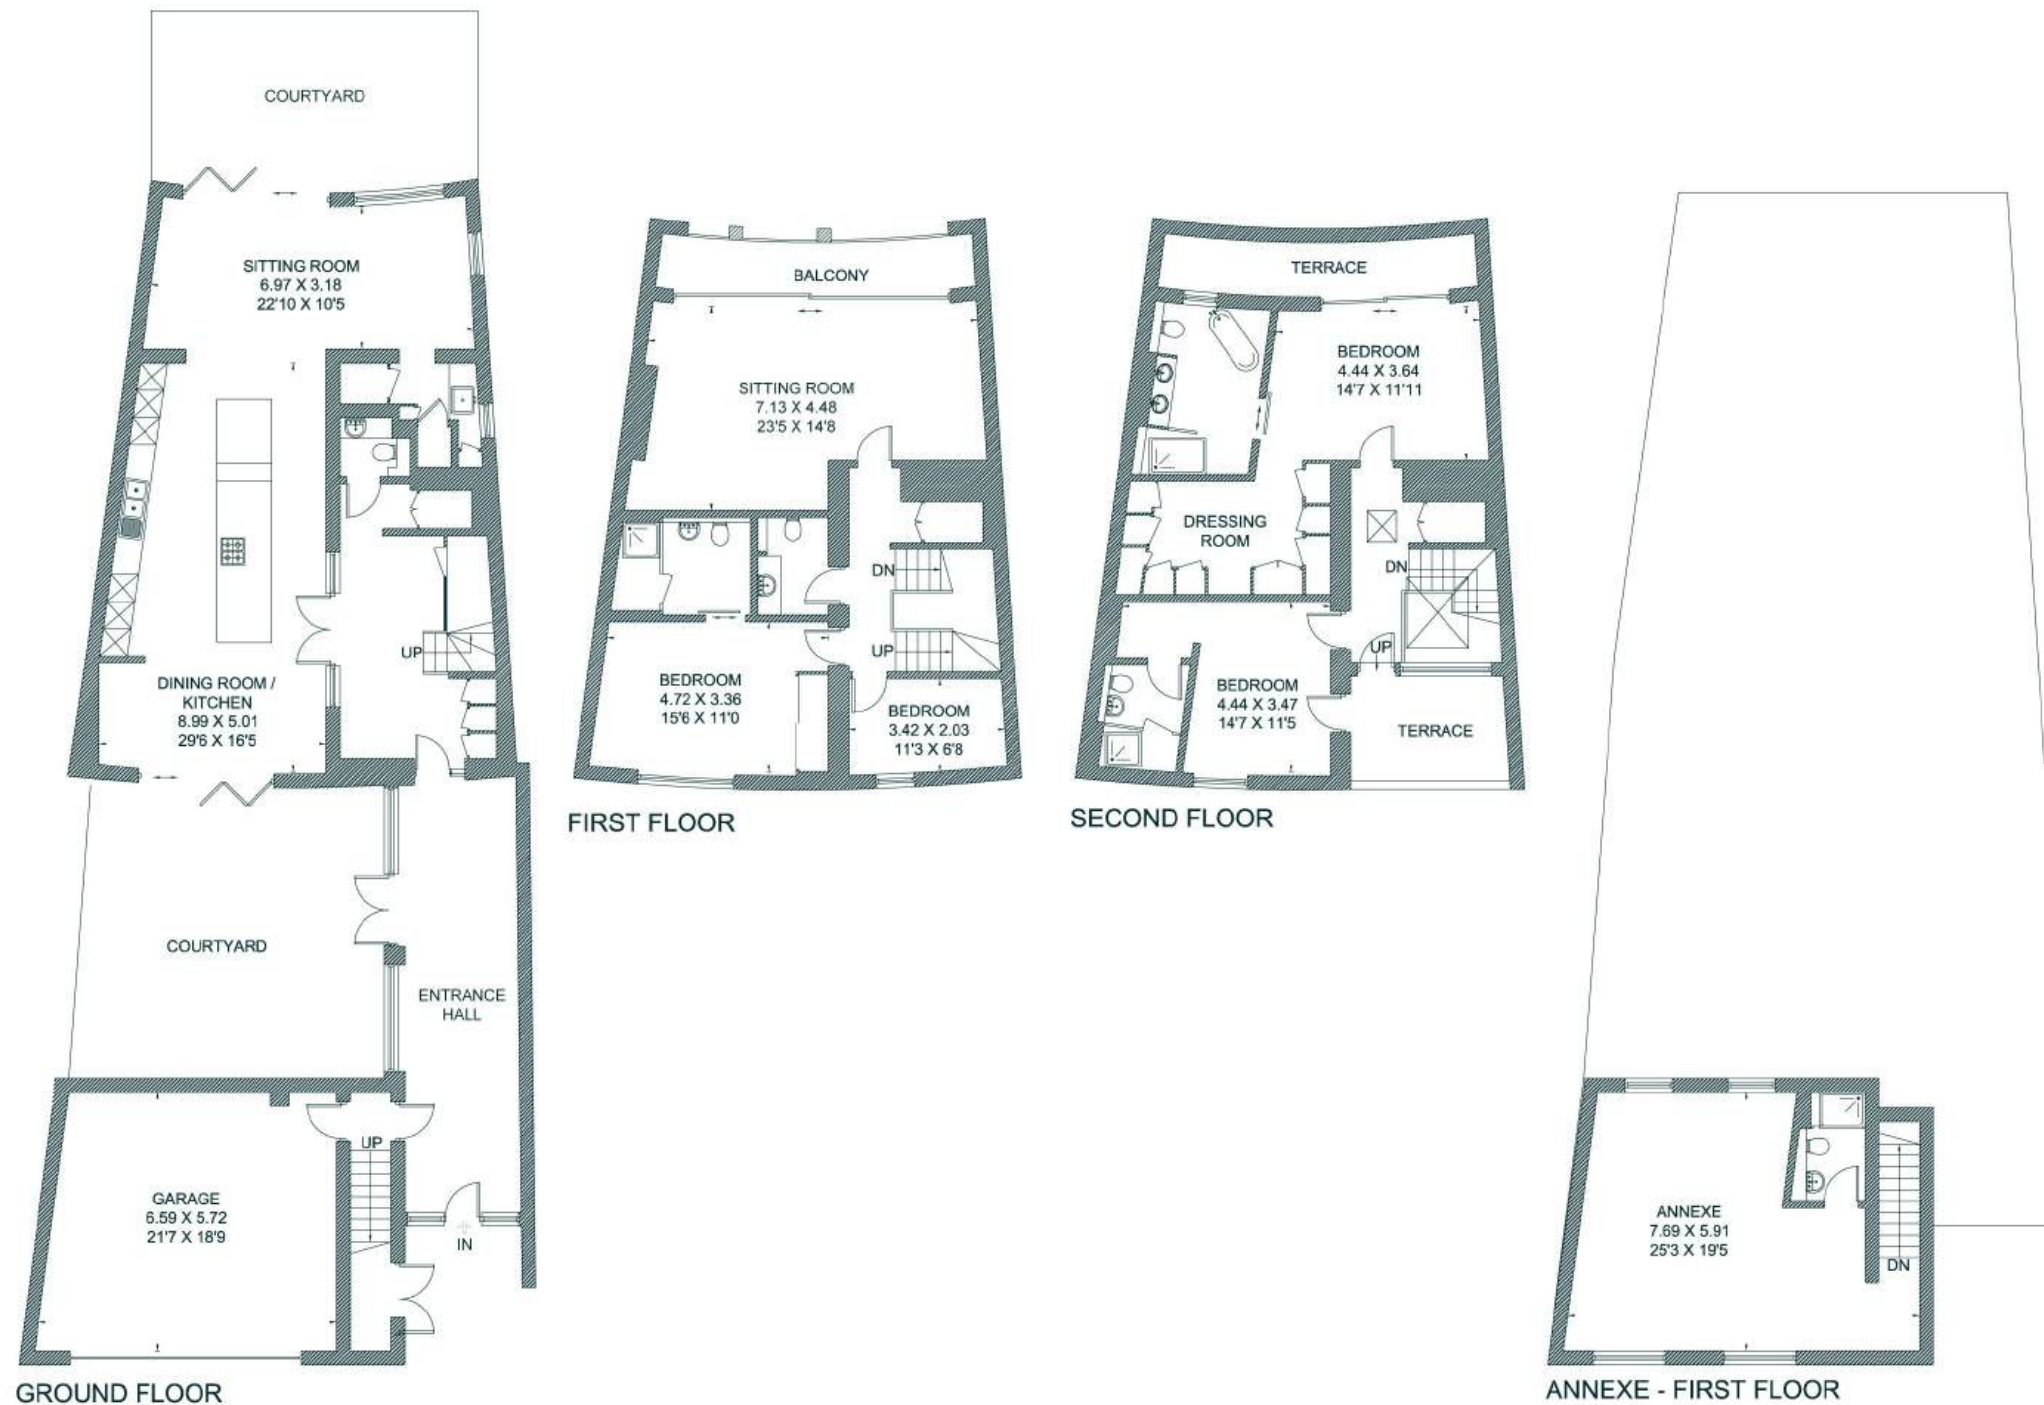 COURTYARD
SITTING ROOM
6.97 X 3.18
22'10 X 10'5
UP
DINING ROOM /
KITCHEN
8.99 X 5.01
29'6 X 16'5
COURTYARD
ENTRANCE
HALL
UP
GARAGE
6.59 X 5.72
21'7 X 18'9
IN
GROUND FLOOR
BALCONY
SITTING ROOM
7.13 X 4.48
23'5 X 14'8
DN
UP
BEDROOM
4.72 X 3.36
15'6 X 11'0
BEDROOM
3.42 X 2.03
11'3 X 6'8
FIRST FLOOR
TERRACE
BEDROOM
4.44 X 3.64
14'7 X 11'11
DRESSING
ROOM
DN
UP
BEDROOM
4.44 X 3.47
14'7 X 11'5
TERRACE
SECOND FLOOR
ANNEXE
7.69 X 5.91
25'3 X 19'5
DN
ANNEXE - FIRST FLOOR